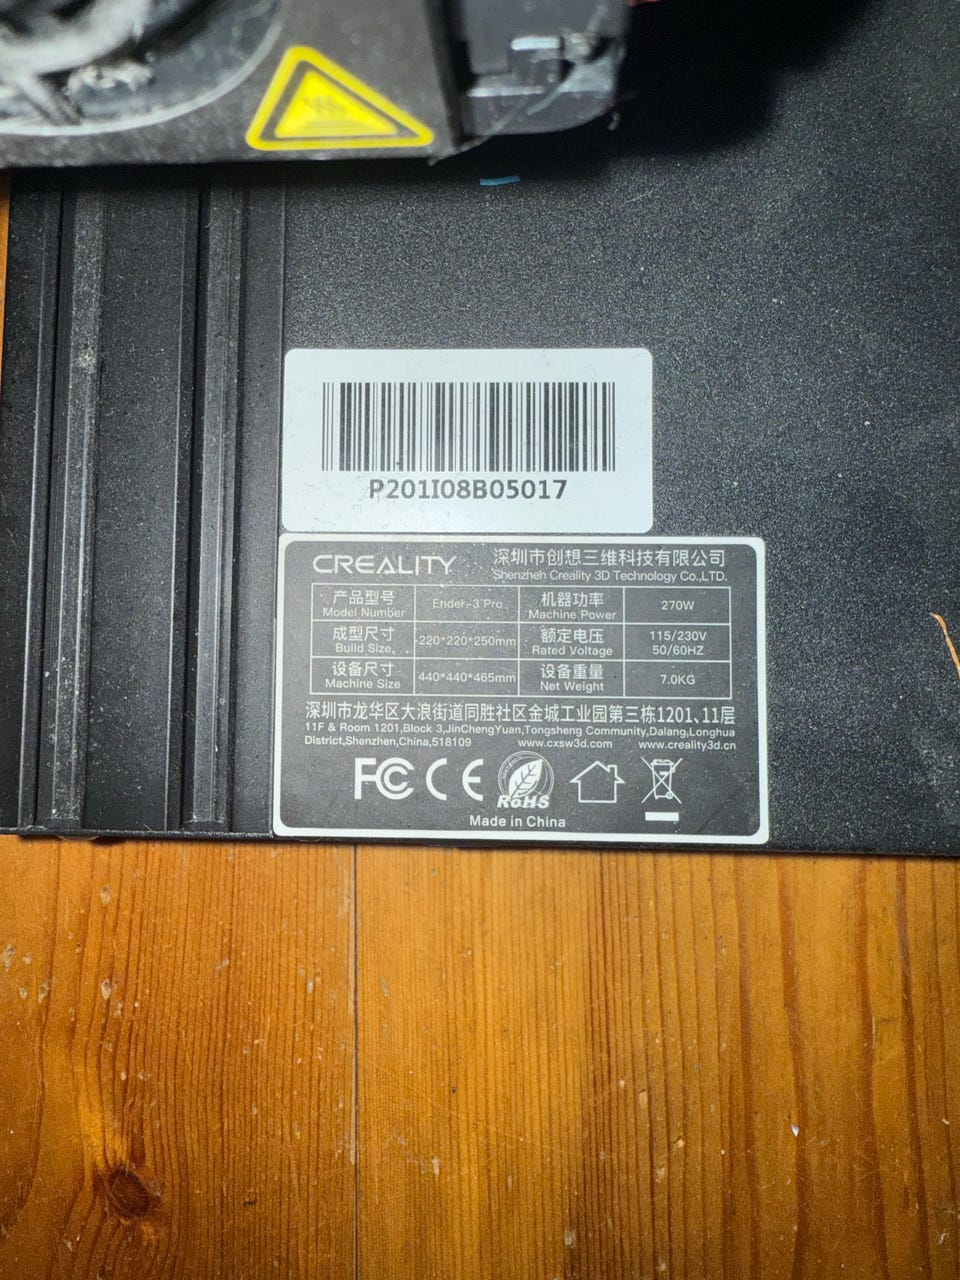 P201I08B05017
CREALITY 深圳市创想三维科技有限公司
Shenzhen Creality 3D Technology Co.,LTD.
产品型号 Model Number Ender-3 Pro 机器功率 Machine Power 270W
成型尺寸 Build Size 220*220*250mm 额定电压 Rated Voltage 115/230V 50/60HZ
设备尺寸 Machine Size 440*440*465mm 设备重量 Net Weight 7.0KG
深圳市龙华区大浪街道同胜社区金城工业园第三栋1201、11层
11F & Room 1201,Block 3,JinChengYuan,Tongsheng Community,Dalang,Longhua
District,Shenzhen,China,518109 www.cxsw3d.com www.creality3d.cn
FC CE RoHS
Made in China